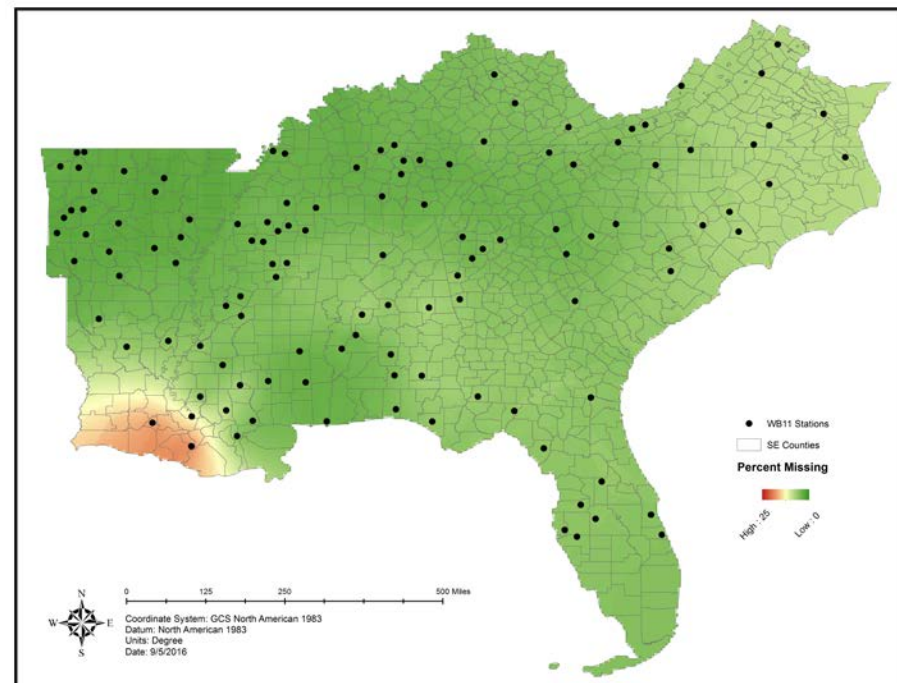 WB11 Stations
SE Counties
Percent Missing
High : 25
Low : 0
0 125 250 500 Miles
N
W E
S
Coordinate System: GCS North American 1983
Datum: North American 1983
Units: Degree
Date: 9/5/2016